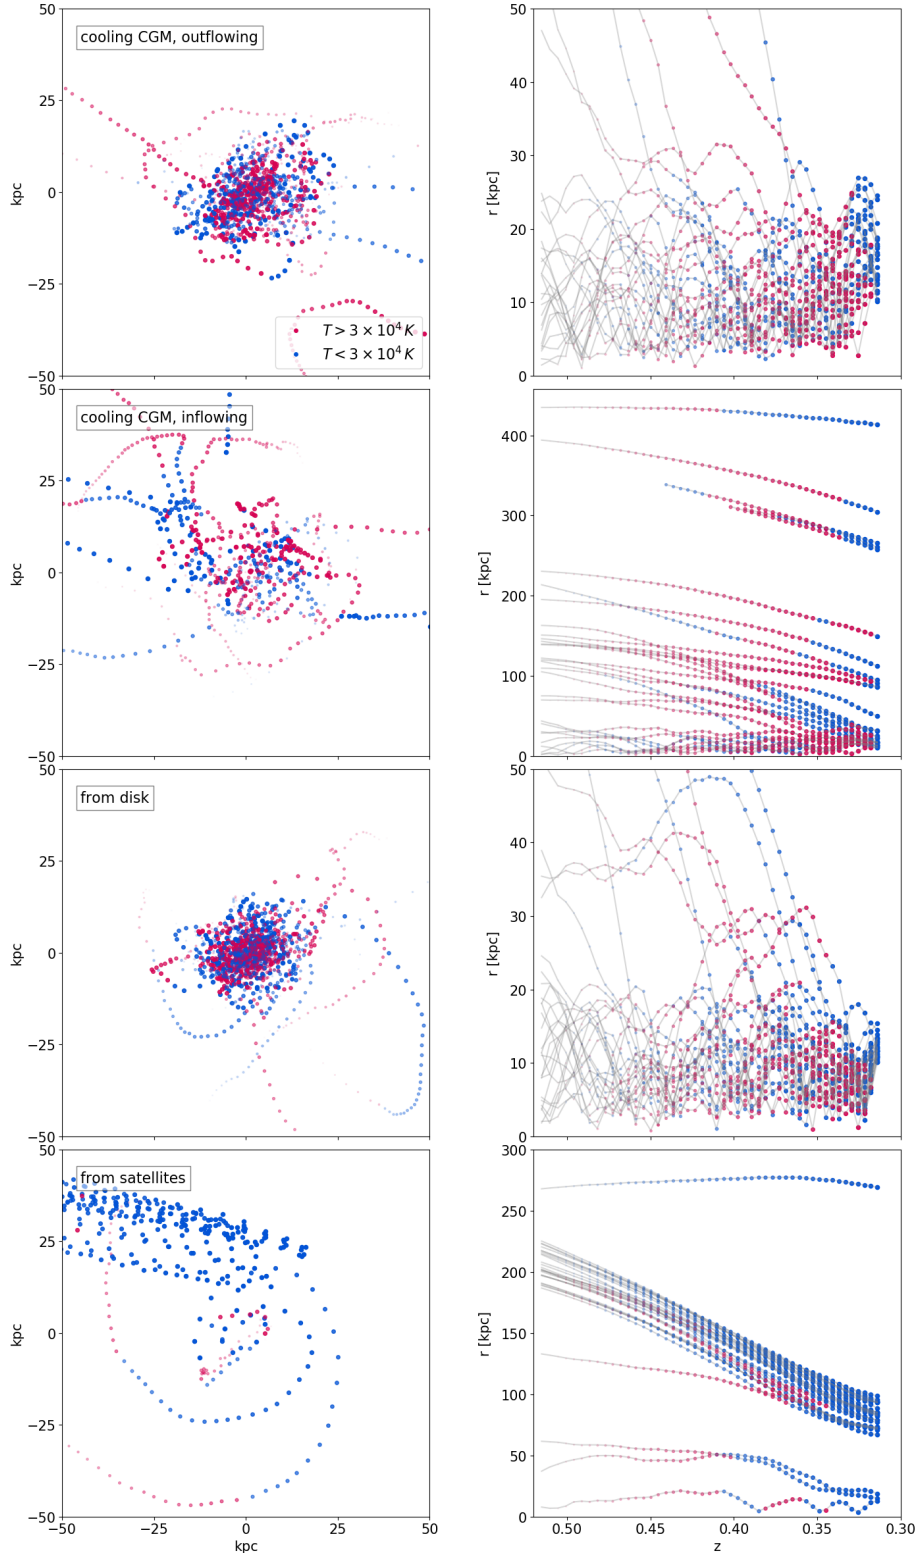 50
25
0
−25
−50
kpc
cooling CGM, outflowing
T > 3 × 10⁴ K
T < 3 × 10⁴ K
50
40
30
20
10
0
r [kpc]
50
25
0
−25
−50
kpc
cooling CGM, inflowing
400
300
200
100
0
r [kpc]
50
25
0
−25
−50
kpc
from disk
50
40
30
20
10
0
r [kpc]
50
25
0
−25
−50
kpc
from satellites
−50 −25 0 25 50
kpc
300
250
200
150
100
50
0
r [kpc]
0.50 0.45 0.40 0.35 0.30
z